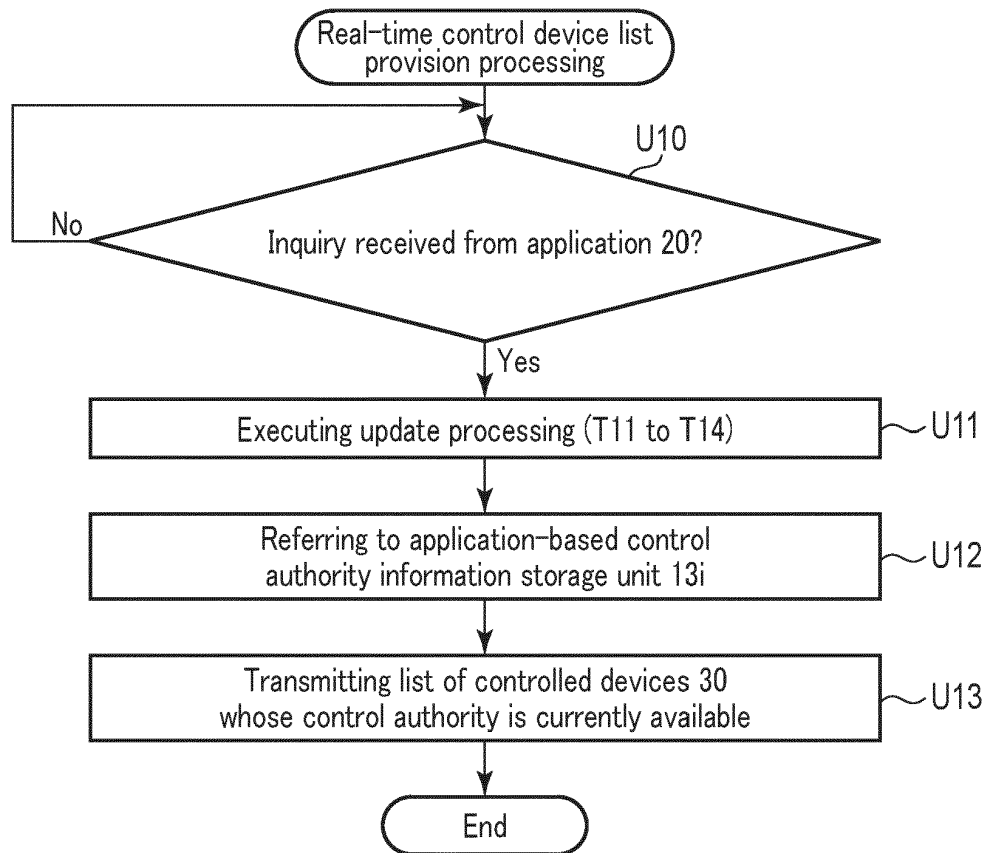 Real-time control device list
provision processing
U10
No
Inquiry received from application 20?
Yes
Executing update processing (T11 to T14)
U11
Referring to application-based control
authority information storage unit 13i
U12
Transmitting list of controlled devices 30
whose control authority is currently available
U13
End